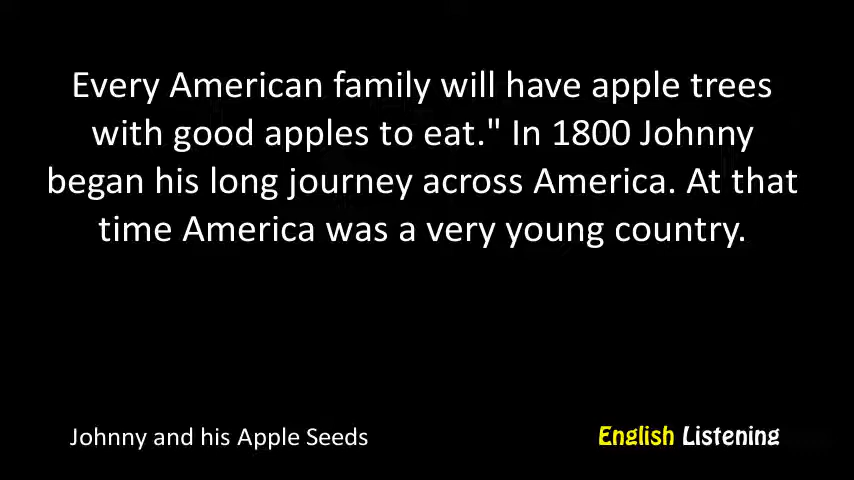 Every American family will have apple trees
with good apples to eat." In 1800 Johnny
began his long journey across America. At that
time America was a very young country.
Johnny and his Apple Seeds
English Listening